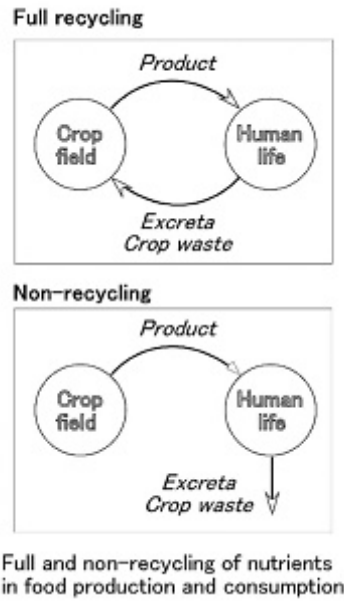 Full recycling
Product
Crop
field
Human
life
Excreta
Crop waste
Non-recycling
Product
Crop
field
Human
life
Excreta
Crop waste
Full and non-recycling of nutrients
in food production and consumption